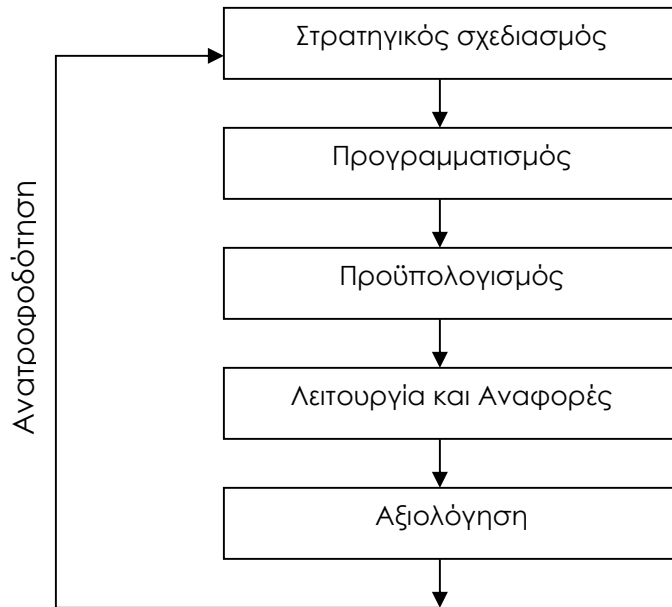 Στρατηγικός σχεδιασμός
Προγραμματισμός
Προϋπολογισμός
Λειτουργία και Αναφορές
Αξιολόγηση
Ανατροφοδότηση